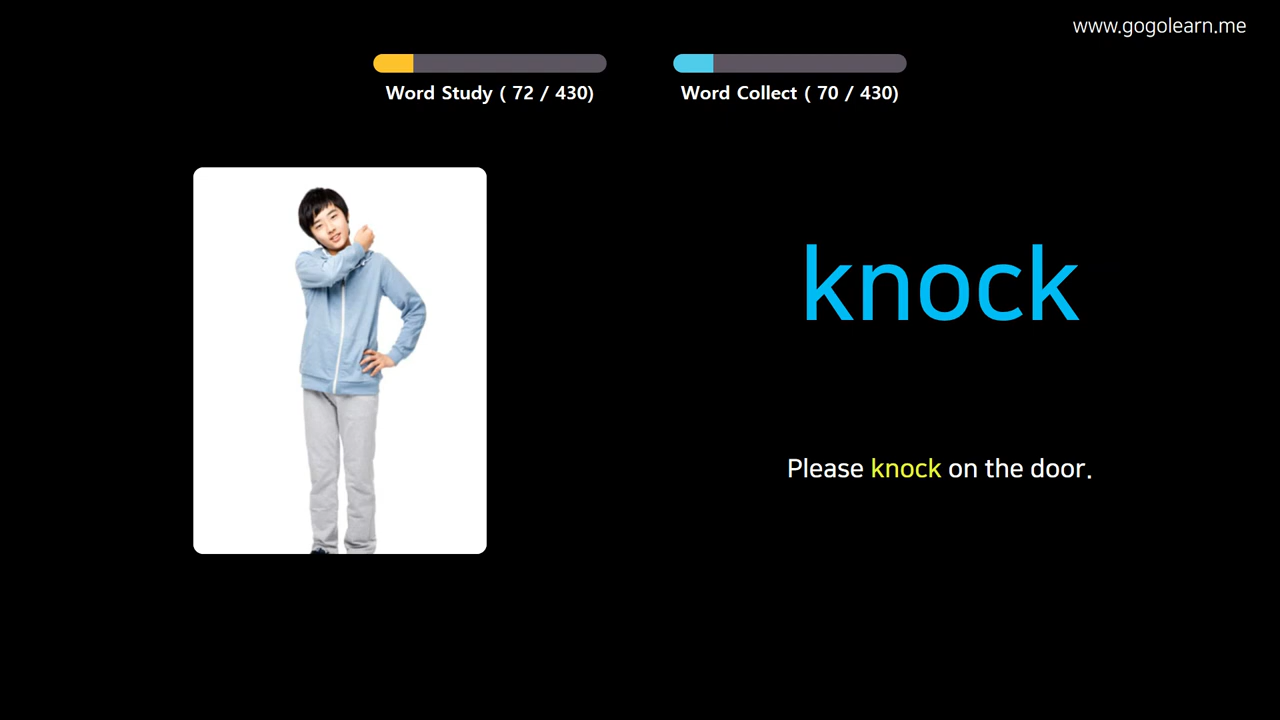 www.gogolearn.me
Word Study ( 72 / 430)
Word Collect ( 70 / 430)
knock
Please knock on the door.